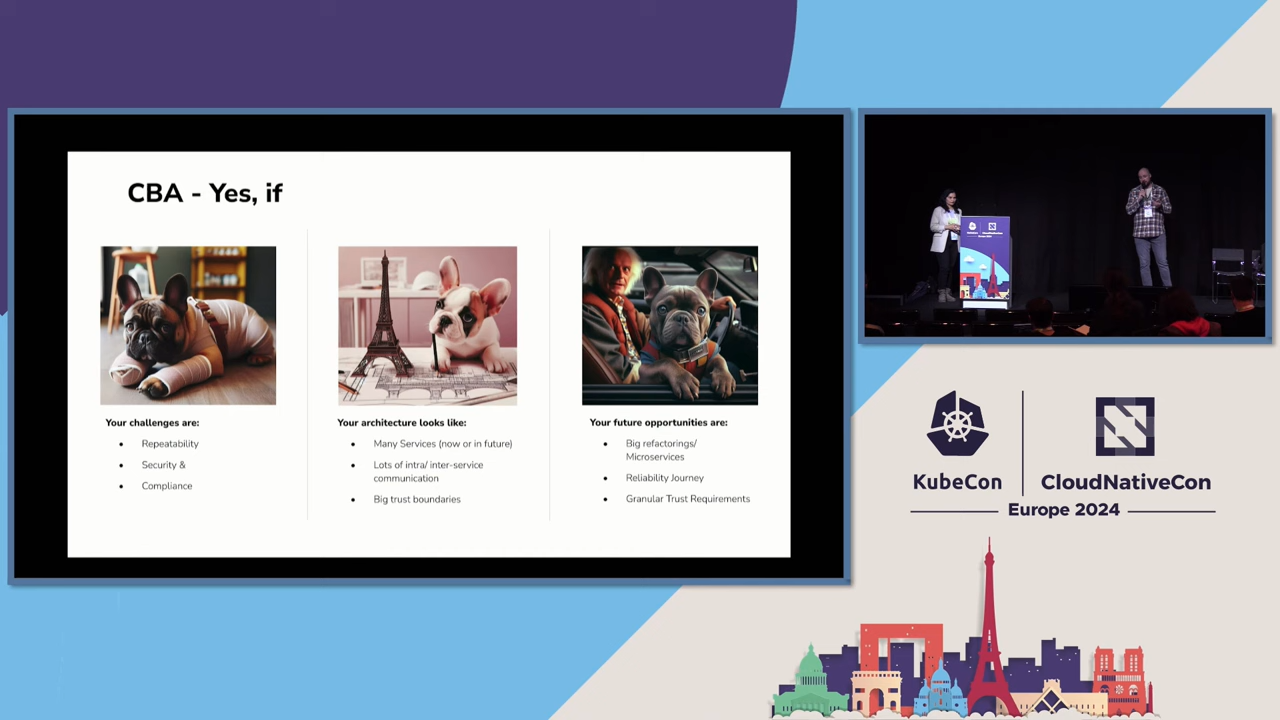 CBA - Yes, if
Your challenges are:
Repeatability
Security &
Compliance
Your architecture looks like:
Many Services (now or in future)
Lots of intra/ inter-service
communication
Big trust boundaries
Your future opportunities are:
Big refactorings/
Microservices
Reliability Journey
Granular Trust Requirements
KubeCon
CloudNativeCon
Europe 2024